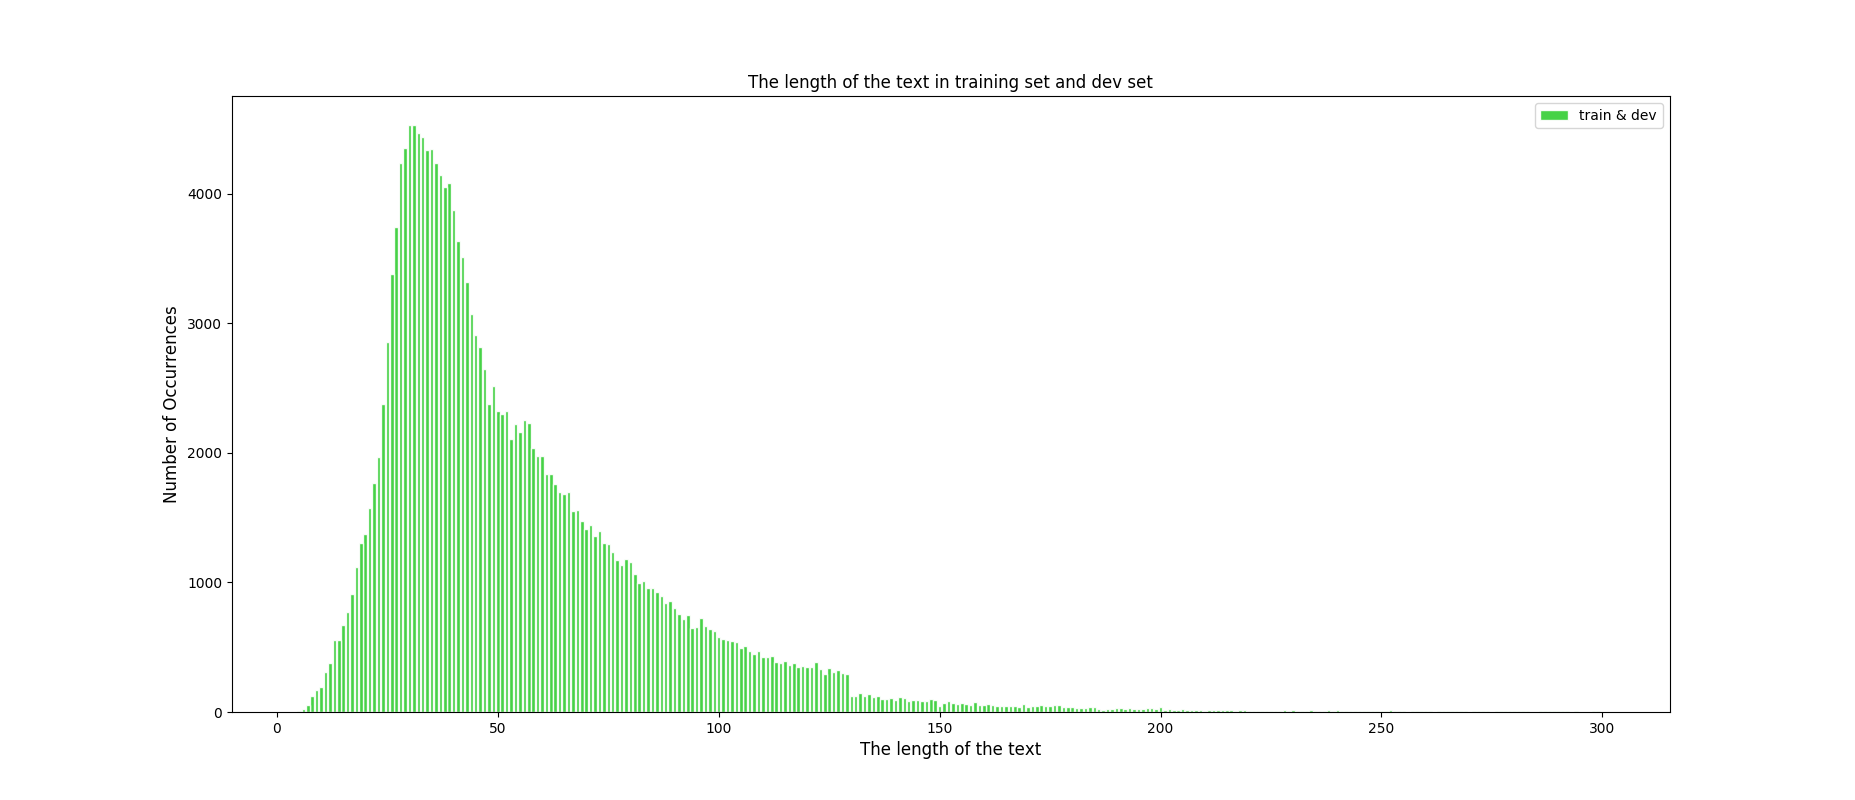 The length of the text in training set and dev set
train & dev
Number of Occurrences
4000
3000
2000
1000
0
0 50 100 150 200 250 300
The length of the text